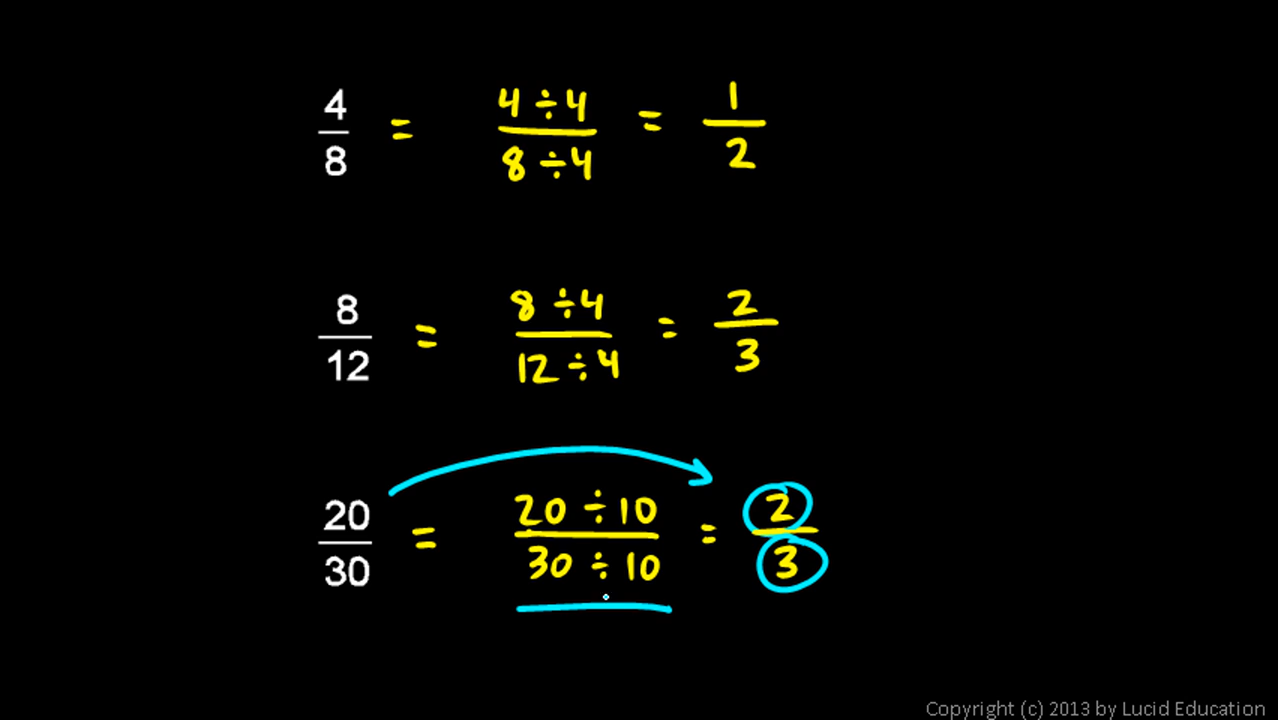 4/8 = 4÷4/8÷4 = 1/2
8/12 = 8÷4/12÷4 = 2/3
20/30 = 20÷10/30÷10 = 2/3
Copyright (c) 2013 by Lucid Education